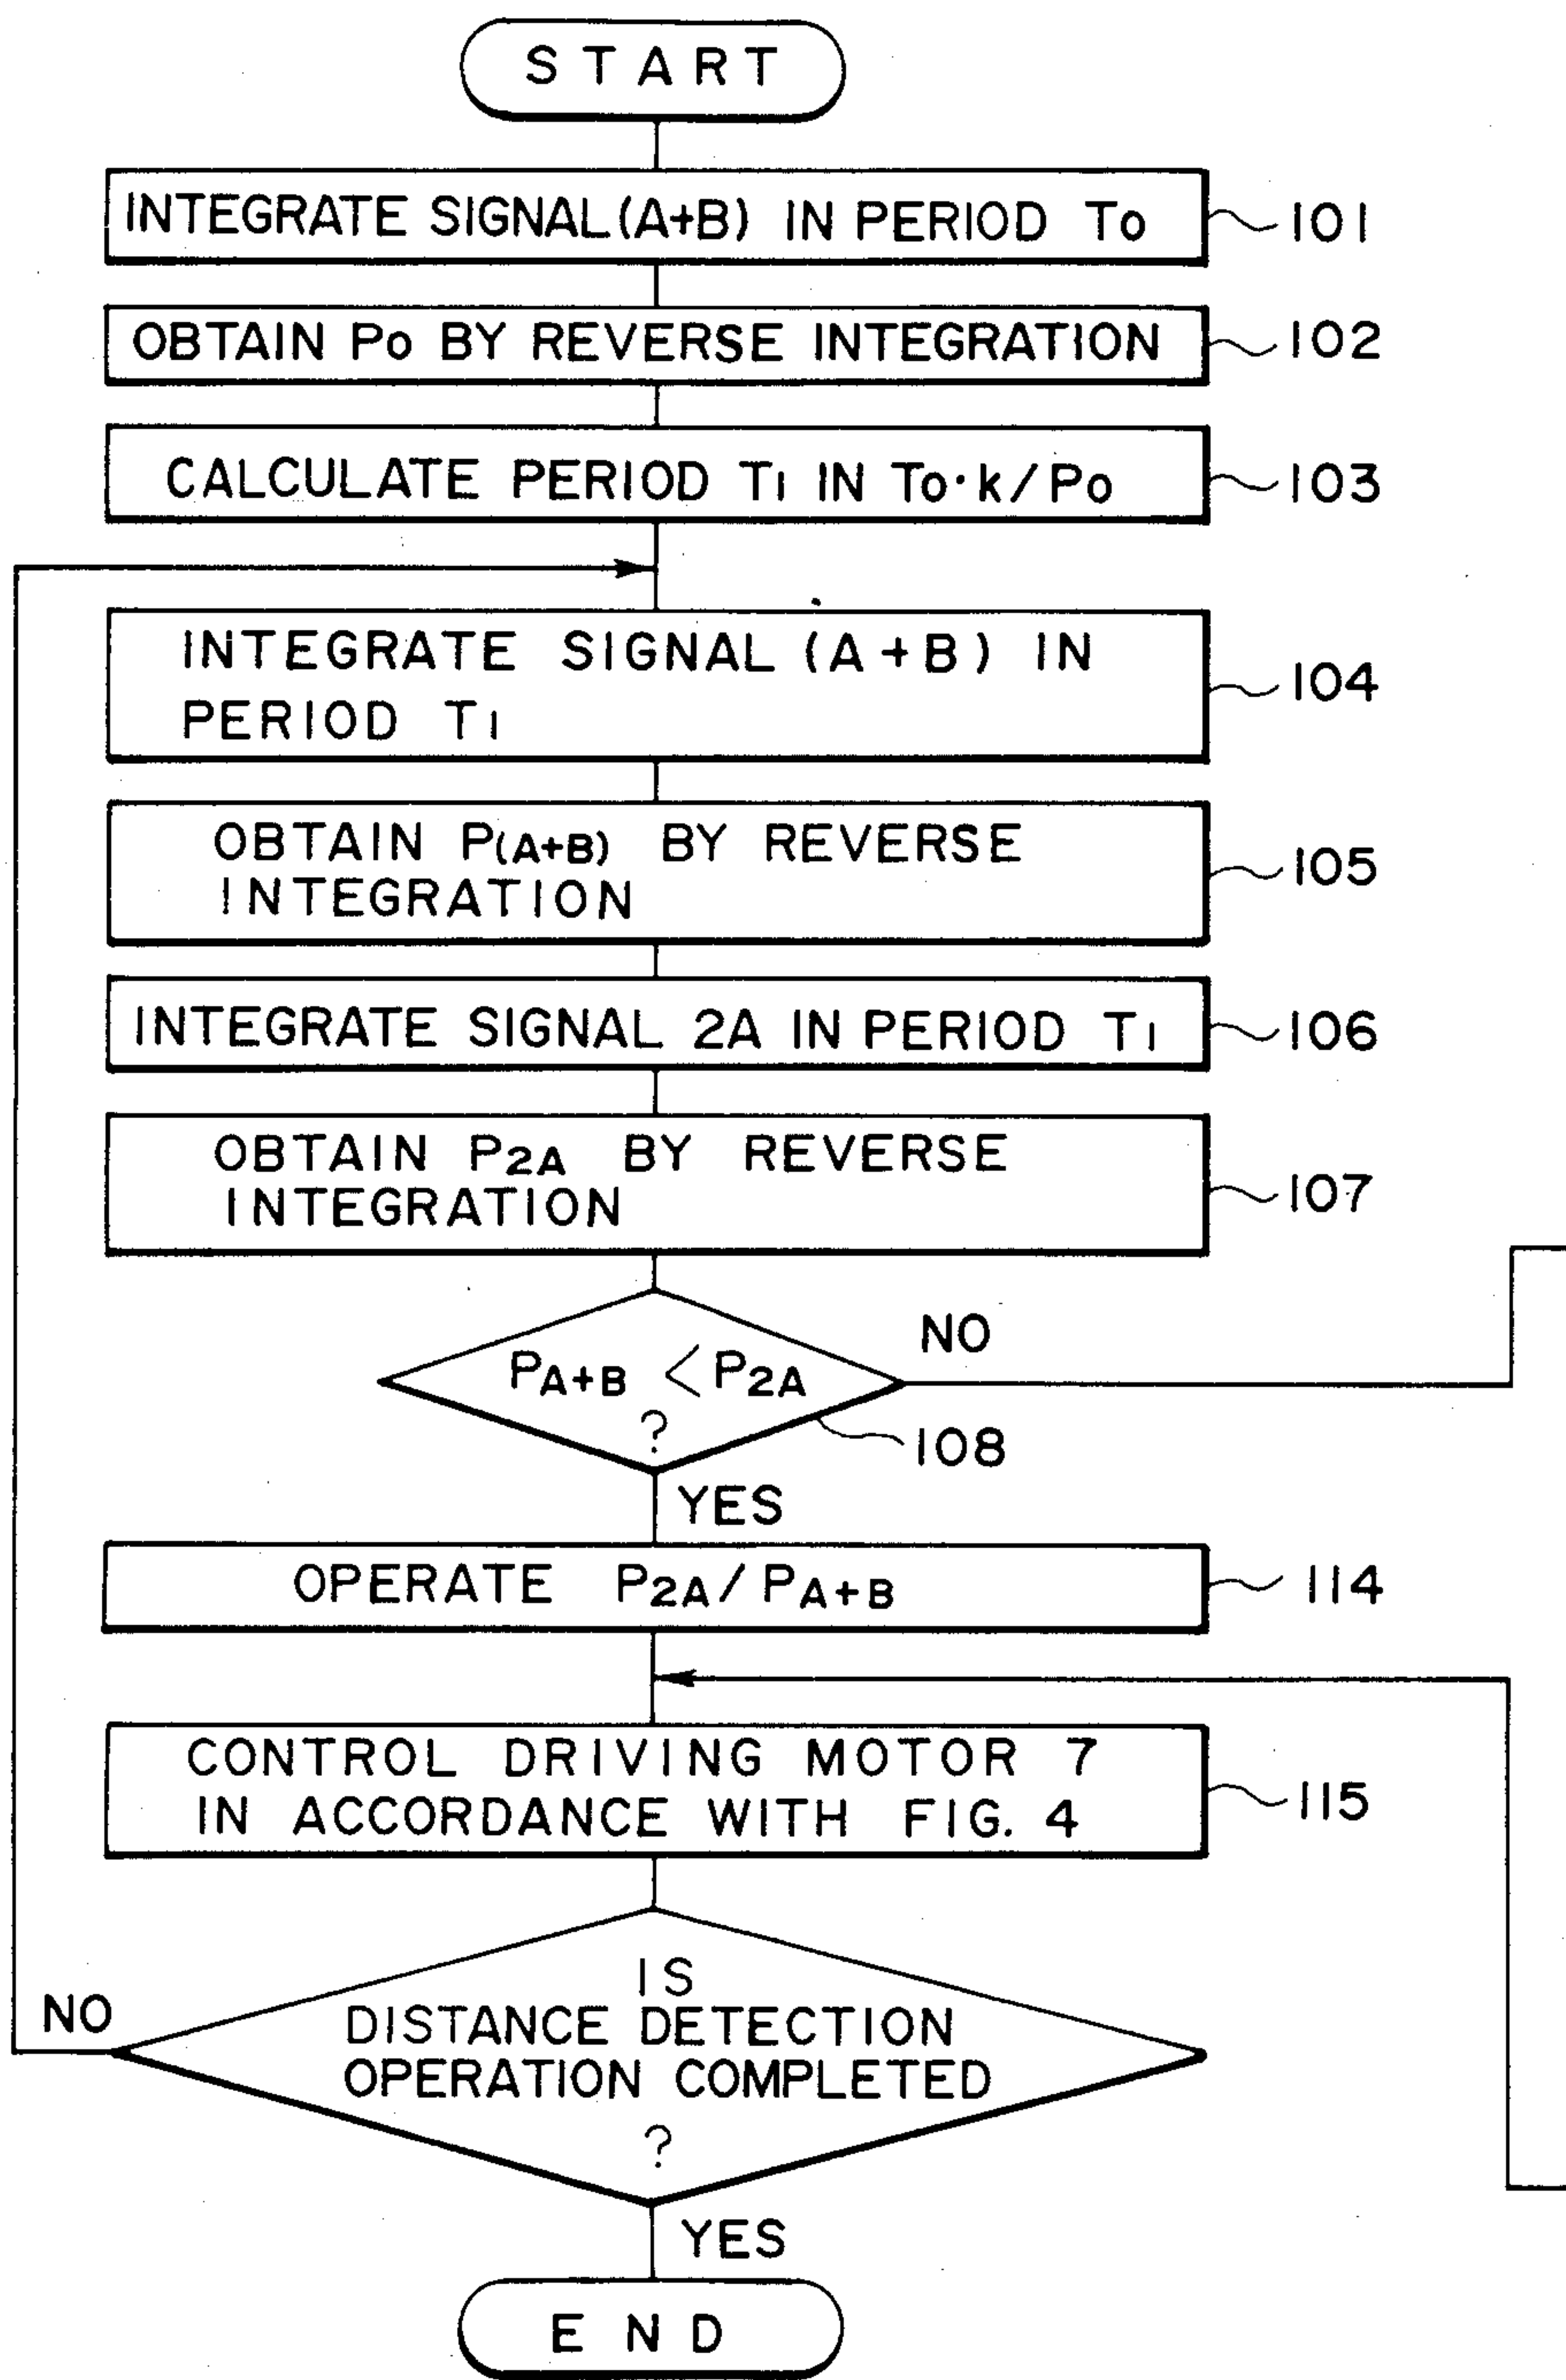 START
INTEGRATE SIGNAL(A+B) IN PERIOD To
101
OBTAIN Po BY REVERSE INTEGRATION
102
CALCULATE PERIOD T1 IN To·k/Po
103
INTEGRATE SIGNAL (A+B) IN
PERIOD T1
104
OBTAIN P(A+B) BY REVERSE
INTEGRATION
105
INTEGRATE SIGNAL 2A IN PERIOD T1
106
OBTAIN P2A BY REVERSE
INTEGRATION
107
NO
PA+B < P2A
?
108
YES
OPERATE P2A/PA+B
114
CONTROL DRIVING MOTOR 7
IN ACCORDANCE WITH FIG. 4
115
IS
NO
DISTANCE DETECTION
OPERATION COMPLETED
?
YES
END